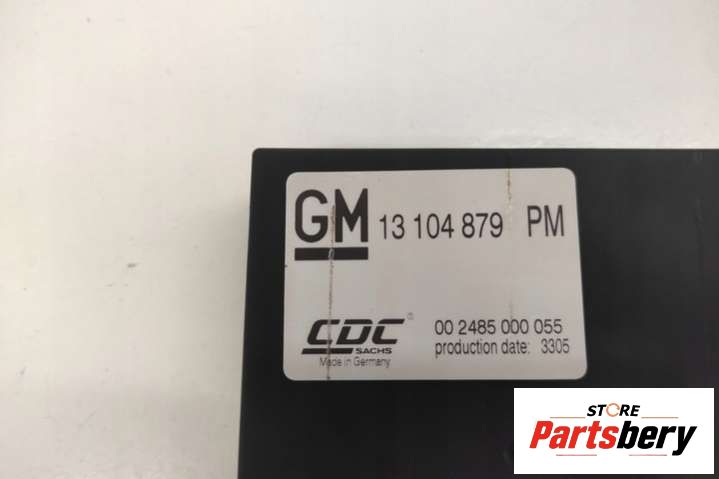 GM 13 104 879 PM
CDC ®
SACHS
Made in Germany
00 2485 000 055
production date: 3305
STORE
Partsbery